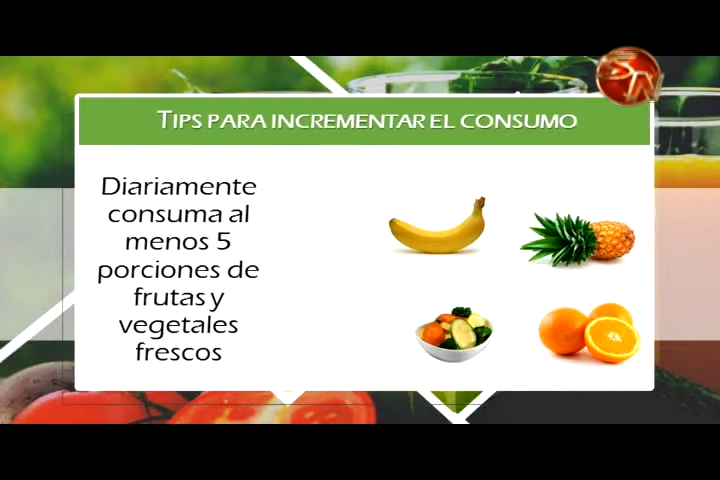 TIPS PARA INCREMENTAR EL CONSUMO
Diariamente
consuma al
menos 5
porciones de
frutas y
vegetales
frescos